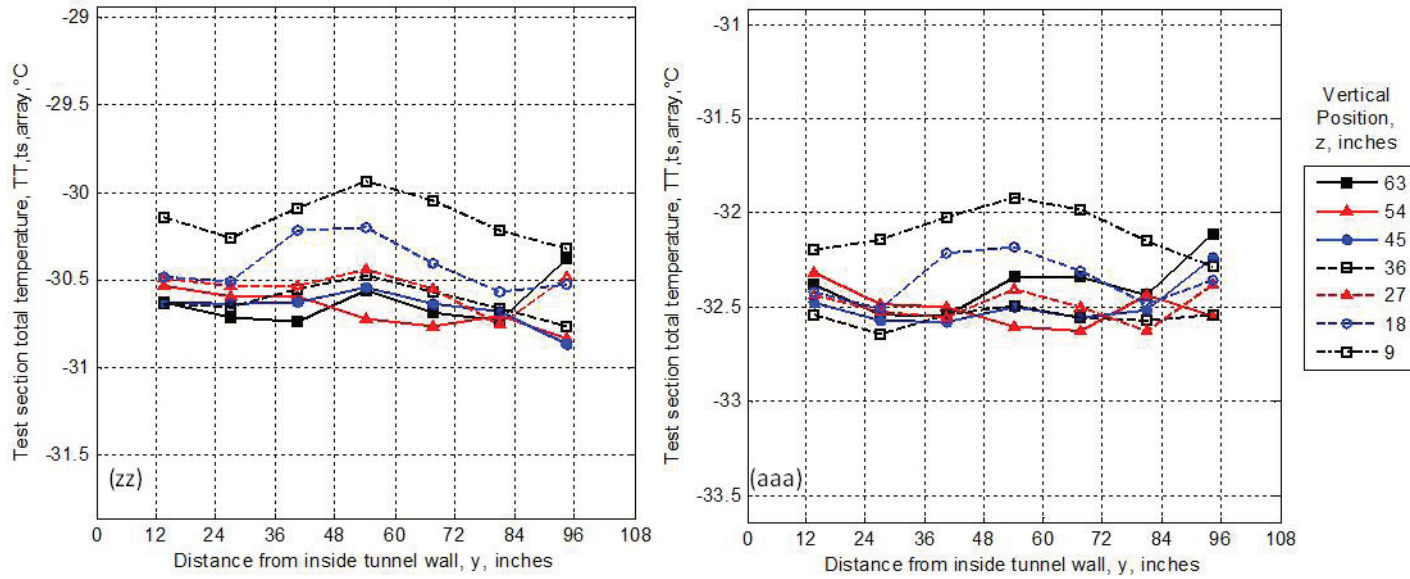 -29
-29.5
-30
-30.5
-31
-31.5
Test section total temperature, TT,ts,array,°C
(zz)
0 12 24 36 48 60 72 84 96 108
Distance from inside tunnel wall, y, inches
-31
-31.5
-32
-32.5
-33
-33.5
Test section total temperature, TT,ts,array,°C
(aaa)
0 12 24 36 48 60 72 84 96 108
Distance from inside tunnel wall, y, inches
Vertical
Position,
z, inches
63
54
45
36
27
18
9